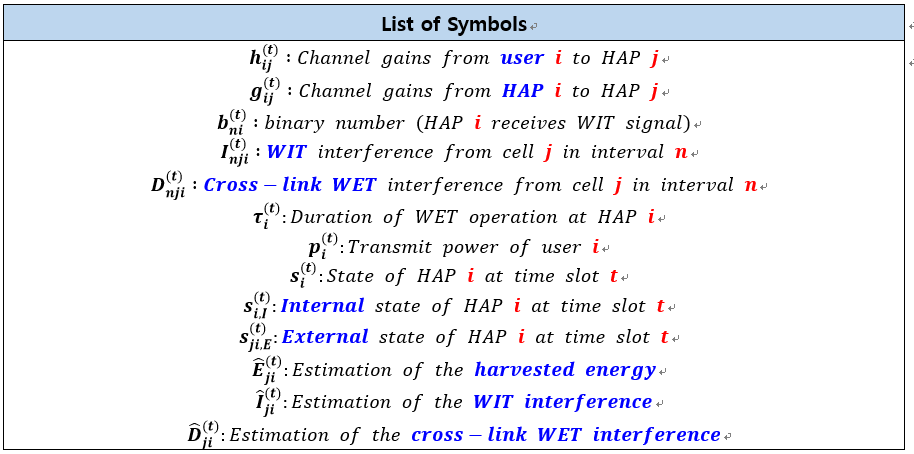 List of Symbols
h_{ij}^{(t)} : Channel gains from user i to HAP j
g_{ij}^{(t)} : Channel gains from HAP i to HAP j
b_{ni}^{(t)} : binary number (HAP i receives WIT signal)
I_{nji}^{(t)} : WIT interference from cell j in interval n
D_{nji}^{(t)} : Cross−link WET interference from cell j in interval n
τ_{i}^{(t)}: Duration of WET operation at HAP i
p_{i}^{(t)}: Transmit power of user i
s_{i}^{(t)}: State of HAP i at time slot t
s_{i,I}^{(t)}: Internal state of HAP i at time slot t
s_{ji,E}^{(t)}: External state of HAP i at time slot t
Ê_{ji}^{(t)}: Estimation of the harvested energy
Î_{ji}^{(t)}: Estimation of the WIT interference
D̂_{ji}^{(t)}: Estimation of the cross−link WET interference